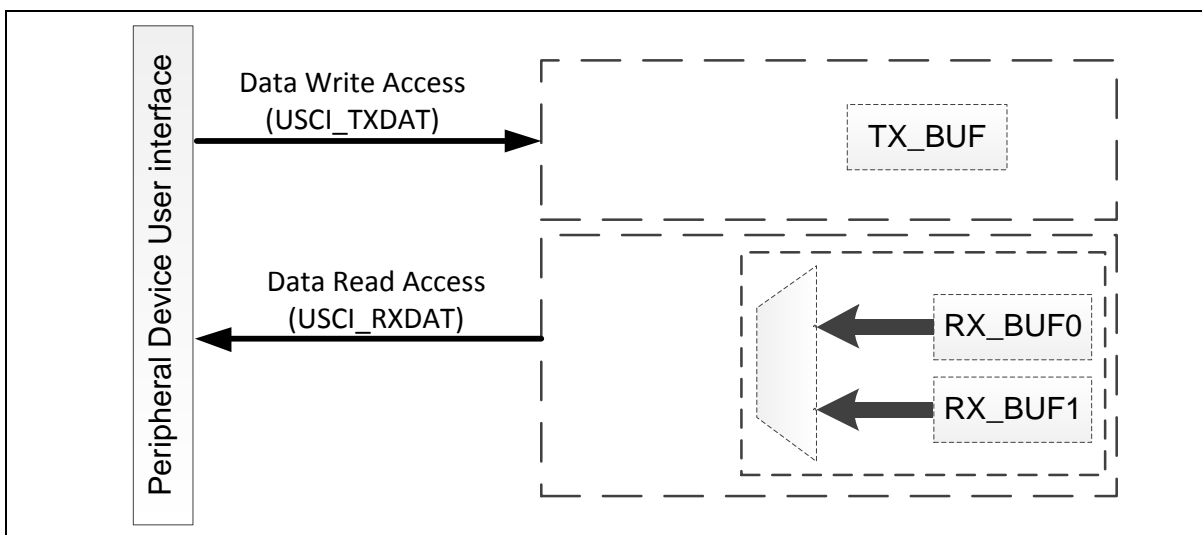 Peripheral Device User interface
Data Write Access
(USCI_TXDAT)
TX_BUF
Data Read Access
(USCI_RXDAT)
RX_BUF0
RX_BUF1